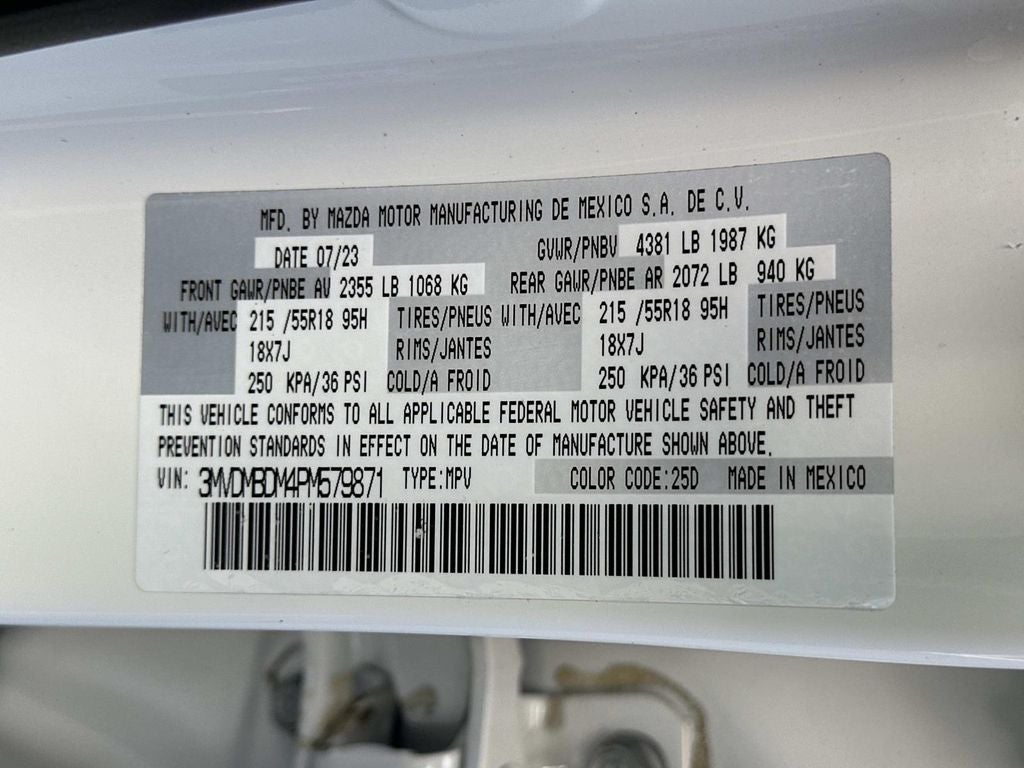 MFD. BY MAZDA MOTOR MANUFACTURING DE MEXICO S.A. DE C.V.
DATE 07/23 GVWR/PNBV 4381 LB 1987 KG
FRONT GAWR/PNBE AV 2355 LB 1068 KG REAR GAWR/PNBE AR 2072 LB 940 KG
WITH/AVEC 215 /55R18 95H TIRES/PNEUS WITH/AVEC 215 /55R18 95H TIRES/PNEUS
18X7J RIMS/JANTES 18X7J RIMS/JANTES
250 KPA/36 PSI COLD/A FROID 250 KPA/36 PSI COLD/A FROID
THIS VEHICLE CONFORMS TO ALL APPLICABLE FEDERAL MOTOR VEHICLE SAFETY AND THEFT
PREVENTION STANDARDS IN EFFECT ON THE DATE OF MANUFACTURE SHOWN ABOVE.
VIN: 3MVDMBDM4PM579871 TYPE:MPV COLOR CODE:25D MADE IN MEXICO